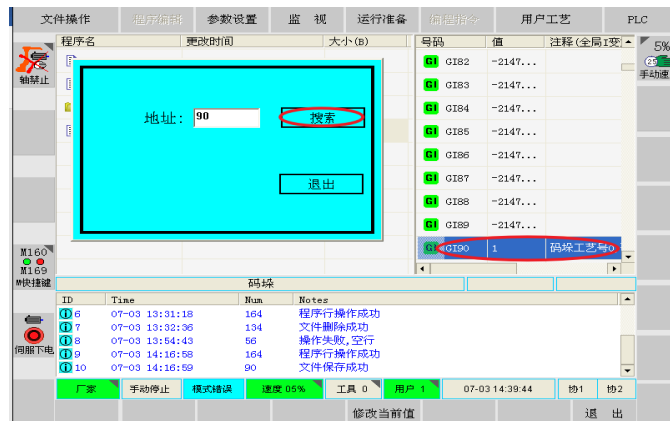 文件操作 程序编辑 参数设置 监 视 运行准备 编程指令 用户工艺 PLC
程序名 更改时间 大小(B) 号码 值 注释(全局I变
5%
轴禁止
手动速
GI GI82 -2147...
GI GI83 -2147...
地址: 90 搜索
GI GI84 -2147...
GI GI85 -2147...
GI GI86 -2147...
退出
GI GI87 -2147...
GI GI88 -2147...
GI GI89 -2147...
GI GI90 1 码垛工艺号0
M160
M169
M快捷键
码垛
ID Time Num Notes
6 07-03 13:31:18 164 程序行操作成功
7 07-03 13:32:36 134 文件删除成功
8 07-03 13:54:43 56 操作失败,空行
9 07-03 14:16:58 164 程序行操作成功
10 07-03 14:16:59 90 文件保存成功
伺服下电
厂家 手动停止 模式错误 速度 05% 工具 0 用户 1 07-03 14:39:44 协1 协2
修改当前值 退 出